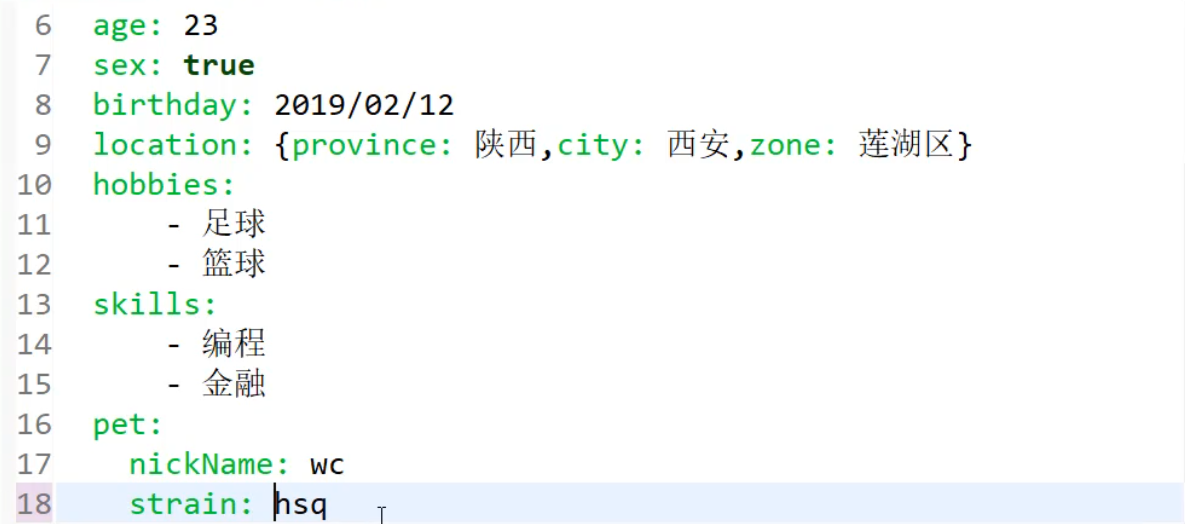 6 age: 23
7 sex: true
8 birthday: 2019/02/12
9 location: {province: 陕西,city: 西安,zone: 莲湖区}
10 hobbies:
11 - 足球
12 - 篮球
13 skills:
14 - 编程
15 - 金融
16 pet:
17 nickName: wc
18 strain: hsq